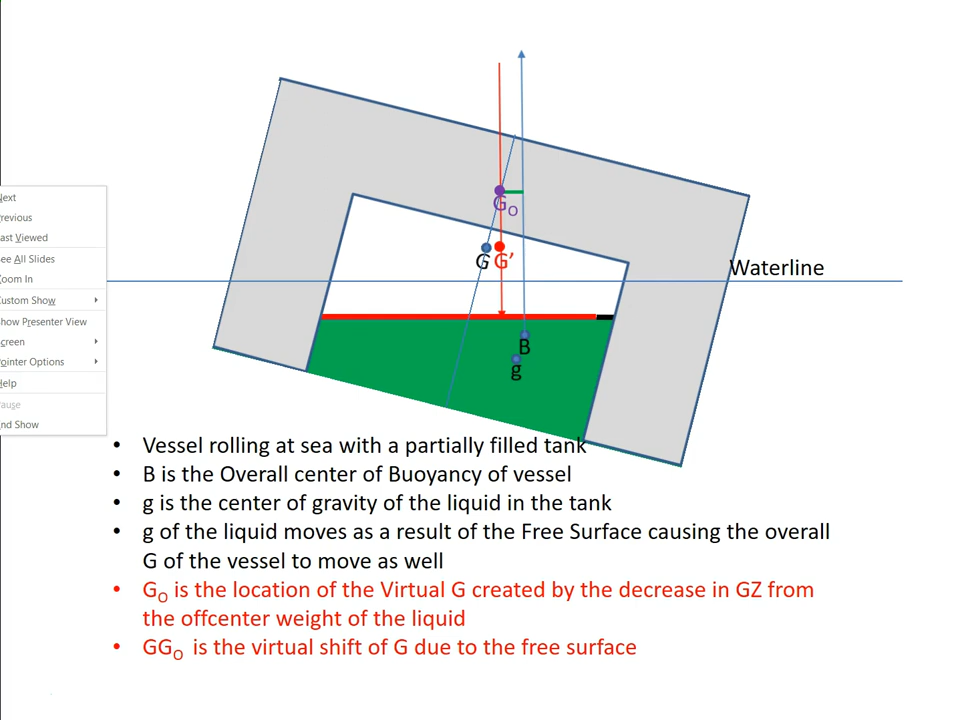 Gₒ
G G’
Waterline
Next
Previous
Last Viewed
See All Slides
Zoom In
Custom Show
Show Presenter View
Screen
Pointer Options
Help
Pause
End Show
B
g
• Vessel rolling at sea with a partially filled tank
• B is the Overall center of Buoyancy of vessel
• g is the center of gravity of the liquid in the tank
• g of the liquid moves as a result of the Free Surface causing the overall
G of the vessel to move as well
• Gₒ is the location of the Virtual G created by the decrease in GZ from
the offcenter weight of the liquid
• GGₒ is the virtual shift of G due to the free surface